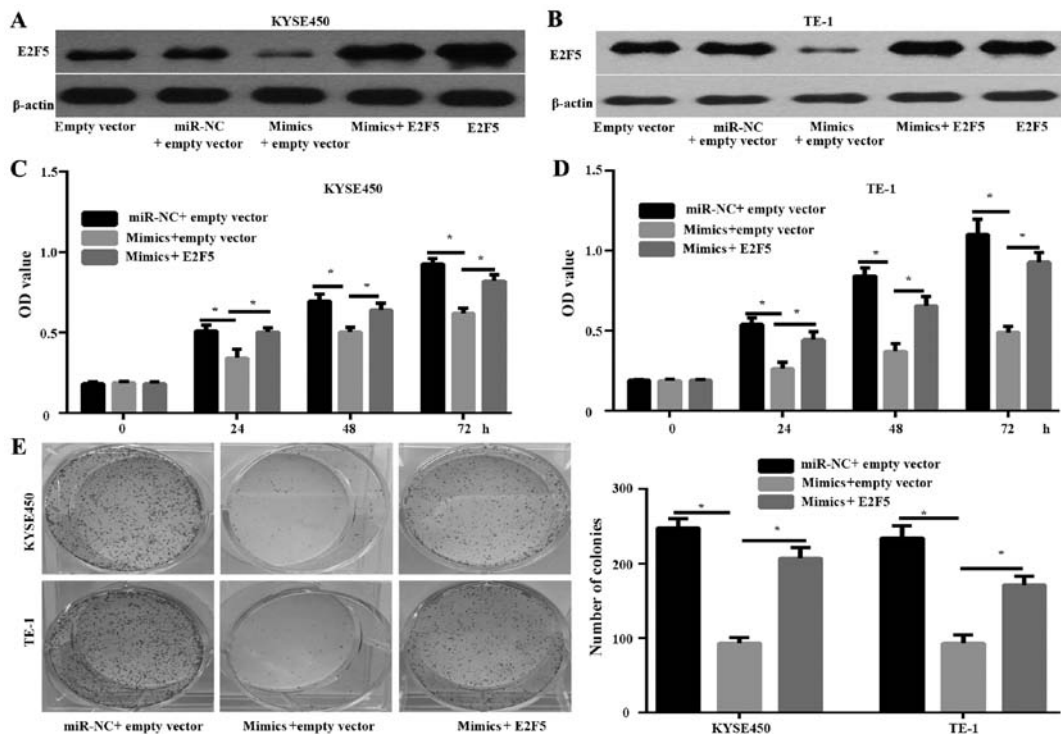 A
KYSE450
E2F5
β-actin
Empty vector
miR-NC
+ empty vector
Mimics
+ empty vector
Mimics+ E2F5
E2F5
B
TE-1
E2F5
β-actin
Empty vector
miR-NC
+ empty vector
Mimics
+ empty vector
Mimics+ E2F5
E2F5
C
KYSE450
1.5
1.0
0.5
0
OD value
miR-NC+ empty vector
Mimics+empty vector
Mimics+ E2F5
* * * * * *
0 24 48 72 h
D
TE-1
1.5
1.0
0.5
0
OD value
miR-NC+ empty vector
Mimics+empty vector
Mimics+ E2F5
* * * * * *
0 24 48 72 h
E
KYSE450
TE-1
miR-NC+ empty vector
Mimics+empty vector
Mimics+ E2F5
miR-NC+ empty vector
Mimics+empty vector
Mimics+ E2F5
300
200
100
0
Number of colonies
* * * *
KYSE450 TE-1